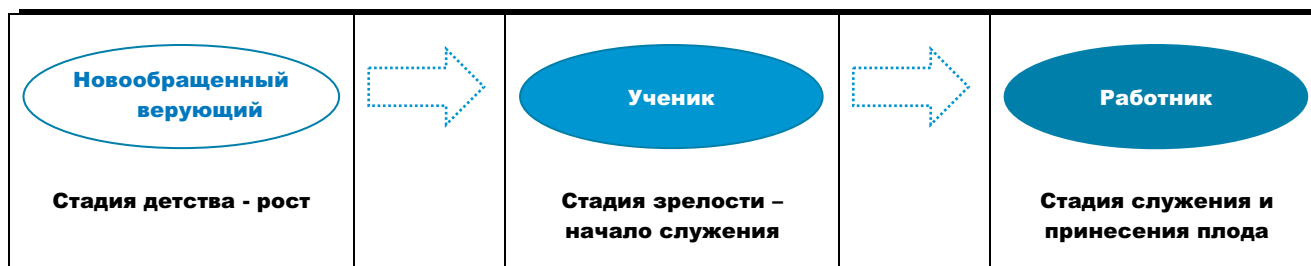 Новообращенный
верующий
Ученик
Работник
Стадия детства - рост
Стадия зрелости –
начало служения
Стадия служения и
принесения плода